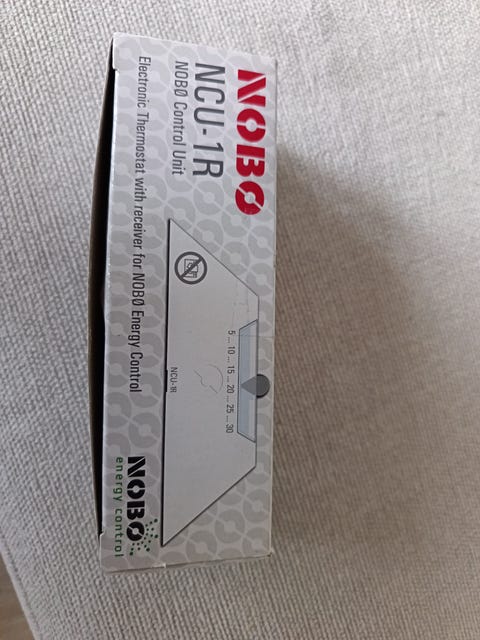 NOBØ
NCU-1R
NOBØ Control Unit
5 ... 10 ... 15 ... 20 ... 25 ... 30
NCU-1R
Electronic Thermostat with receiver for NOBØ Energy Control
NOBØ
energy control